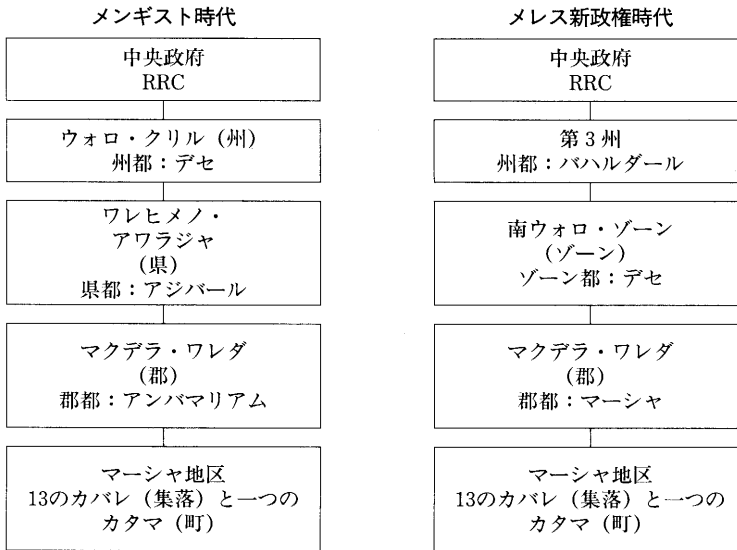 メンギスト時代
中央政府
RRC
ウォロ・クリル（州）
州都：デセ
ワレヒメノ・
アワラジャ
（県）
県都：アジバール
マクデラ・ワレダ
（郡）
郡都：アンバマリアム
マーシャ地区
13のカバレ（集落）と一つの
カタマ（町）
メレス新政権時代
中央政府
RRC
第3州
州都：バハルダール
南ウォロ・ゾーン
（ゾーン）
ゾーン都：デセ
マクデラ・ワレダ
（郡）
郡都：マーシャ
マーシャ地区
13のカバレ（集落）と一つの
カタマ（町）